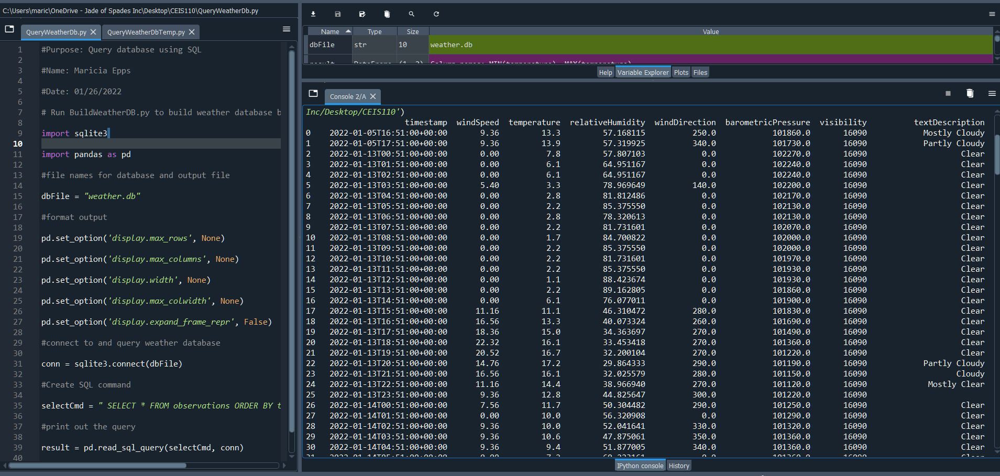 C:\Users\maric\OneDrive - Jade of Spades Inc\Desktop\CEIS110\QueryWeatherDb.py
QueryWeatherDb.py
QueryWeatherDbTemp.py
1 #Purpose: Query database using SQL
2
3 #Name: Maricia Epps
4
5 #Date: 01/26/2022
6
7 # Run BuildWeatherDB.py to build weather database b
8
9 import sqlite3
10
11 import pandas as pd
12
13 #file names for database and output file
14
15 dbFile = "weather.db"
16
17 #format output
18
19 pd.set_option('display.max_rows', None)
20
21 pd.set_option('display.max_columns', None)
22
23 pd.set_option('display.width', None)
24
25 pd.set_option('display.max_colwidth', None)
26
27 pd.set_option('display.expand_frame_repr', False)
28
29 #connect to and query weather database
30
31 conn = sqlite3.connect(dbFile)
32
33 #Create SQL command
34
35 selectCmd = " SELECT * FROM observations ORDER BY t
36
37 #print out the query
38
39 result = pd.read_sql_query(selectCmd, conn)
40
Name Type Size Value
dbFile str 10 weather.db
result DataFrame (1, 2) Column names: MIN(temperature), MAX(temperature)
Help Variable Explorer Plots Files
Console 2/A
Inc/Desktop/CEIS110')
timestamp windSpeed temperature relativeHumidity windDirection barometricPressure visibility textDescription
0 2022-01-05T16:51:00+00:00 9.36 13.3 57.168115 250.0 101860.0 16090 Mostly Cloudy
1 2022-01-05T17:51:00+00:00 9.36 13.9 57.319925 340.0 101730.0 16090 Partly Cloudy
2 2022-01-13T00:51:00+00:00 0.00 7.8 57.807103 0.0 102270.0 16090 Clear
3 2022-01-13T01:51:00+00:00 0.00 6.1 64.951167 0.0 102240.0 16090 Clear
4 2022-01-13T02:51:00+00:00 0.00 6.1 64.951167 0.0 102240.0 16090 Clear
5 2022-01-13T03:51:00+00:00 5.40 3.3 78.969649 140.0 102200.0 16090 Clear
6 2022-01-13T04:51:00+00:00 0.00 2.8 81.812486 0.0 102170.0 16090 Clear
7 2022-01-13T05:51:00+00:00 0.00 2.2 85.375550 0.0 102130.0 16090 Clear
8 2022-01-13T06:51:00+00:00 0.00 2.8 78.320613 0.0 102130.0 16090 Clear
9 2022-01-13T07:51:00+00:00 0.00 2.2 81.731601 0.0 102070.0 16090 Clear
10 2022-01-13T08:51:00+00:00 0.00 1.7 84.700822 0.0 102000.0 16090 Clear
11 2022-01-13T09:51:00+00:00 0.00 2.2 85.375550 0.0 102000.0 16090 Clear
12 2022-01-13T10:51:00+00:00 0.00 2.2 81.731601 0.0 101970.0 16090 Clear
13 2022-01-13T11:51:00+00:00 0.00 2.2 85.375550 0.0 101930.0 16090 Clear
14 2022-01-13T12:51:00+00:00 0.00 1.1 88.423674 0.0 101930.0 16090 Clear
15 2022-01-13T13:51:00+00:00 0.00 2.2 89.162805 0.0 101860.0 16090 Clear
16 2022-01-13T14:51:00+00:00 0.00 6.1 76.077011 0.0 101900.0 16090 Clear
17 2022-01-13T15:51:00+00:00 11.16 11.1 46.310472 280.0 101830.0 16090 Clear
18 2022-01-13T16:51:00+00:00 16.56 13.3 40.073324 260.0 101690.0 16090 Clear
19 2022-01-13T17:51:00+00:00 18.36 15.0 34.363697 270.0 101490.0 16090 Clear
20 2022-01-13T18:51:00+00:00 22.32 16.1 33.453418 270.0 101360.0 16090 Clear
21 2022-01-13T19:51:00+00:00 20.52 16.7 32.200104 270.0 101220.0 16090 Clear
22 2022-01-13T20:51:00+00:00 14.76 17.2 29.864333 290.0 101190.0 16090 Partly Cloudy
23 2022-01-13T21:51:00+00:00 16.56 16.1 32.025579 280.0 101150.0 16090 Cloudy
24 2022-01-13T22:51:00+00:00 11.16 14.4 38.966940 270.0 101120.0 16090 Mostly Clear
25 2022-01-13T23:51:00+00:00 9.36 12.8 44.825647 300.0 101220.0 16090
26 2022-01-14T00:51:00+00:00 7.56 11.7 50.304482 290.0 101250.0 16090 Clear
27 2022-01-14T01:51:00+00:00 0.00 10.0 56.320908 0.0 101290.0 16090 Clear
28 2022-01-14T02:51:00+00:00 9.36 10.0 52.041641 330.0 101320.0 16090 Clear
29 2022-01-14T03:51:00+00:00 9.36 10.6 47.875061 350.0 101360.0 16090 Clear
30 2022-01-14T04:51:00+00:00 9.36 9.4 51.877005 340.0 101360.0 16090 Clear
IPython console History